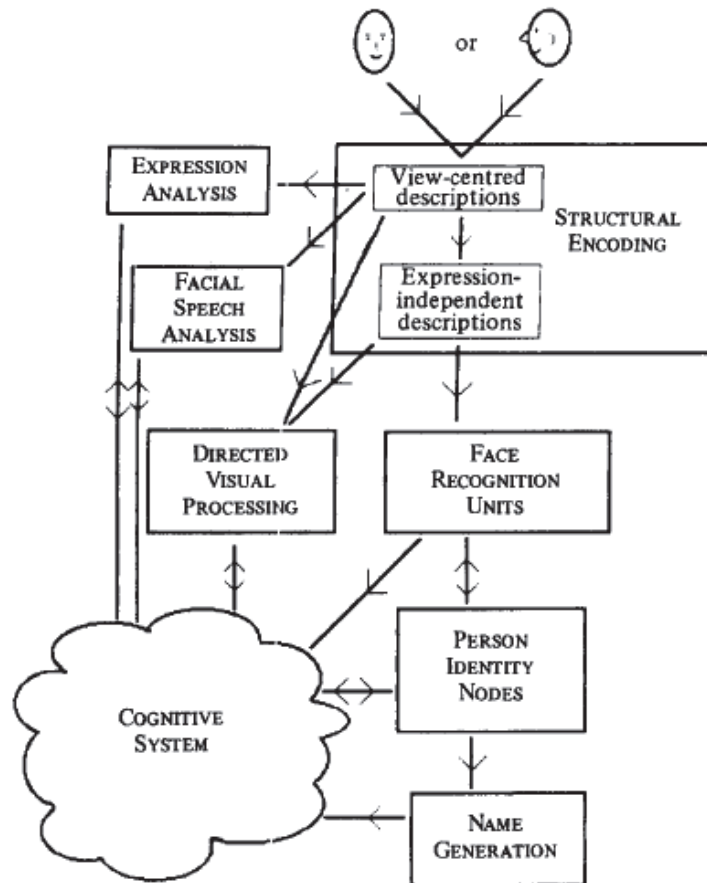 or
EXPRESSION
ANALYSIS
View-centred
descriptions
STRUCTURAL
ENCODING
FACIAL
SPEECH
ANALYSIS
Expression-
independent
descriptions
DIRECTED
VISUAL
PROCESSING
FACE
RECOGNITION
UNITS
COGNITIVE
SYSTEM
PERSON
IDENTITY
NODES
NAME
GENERATION